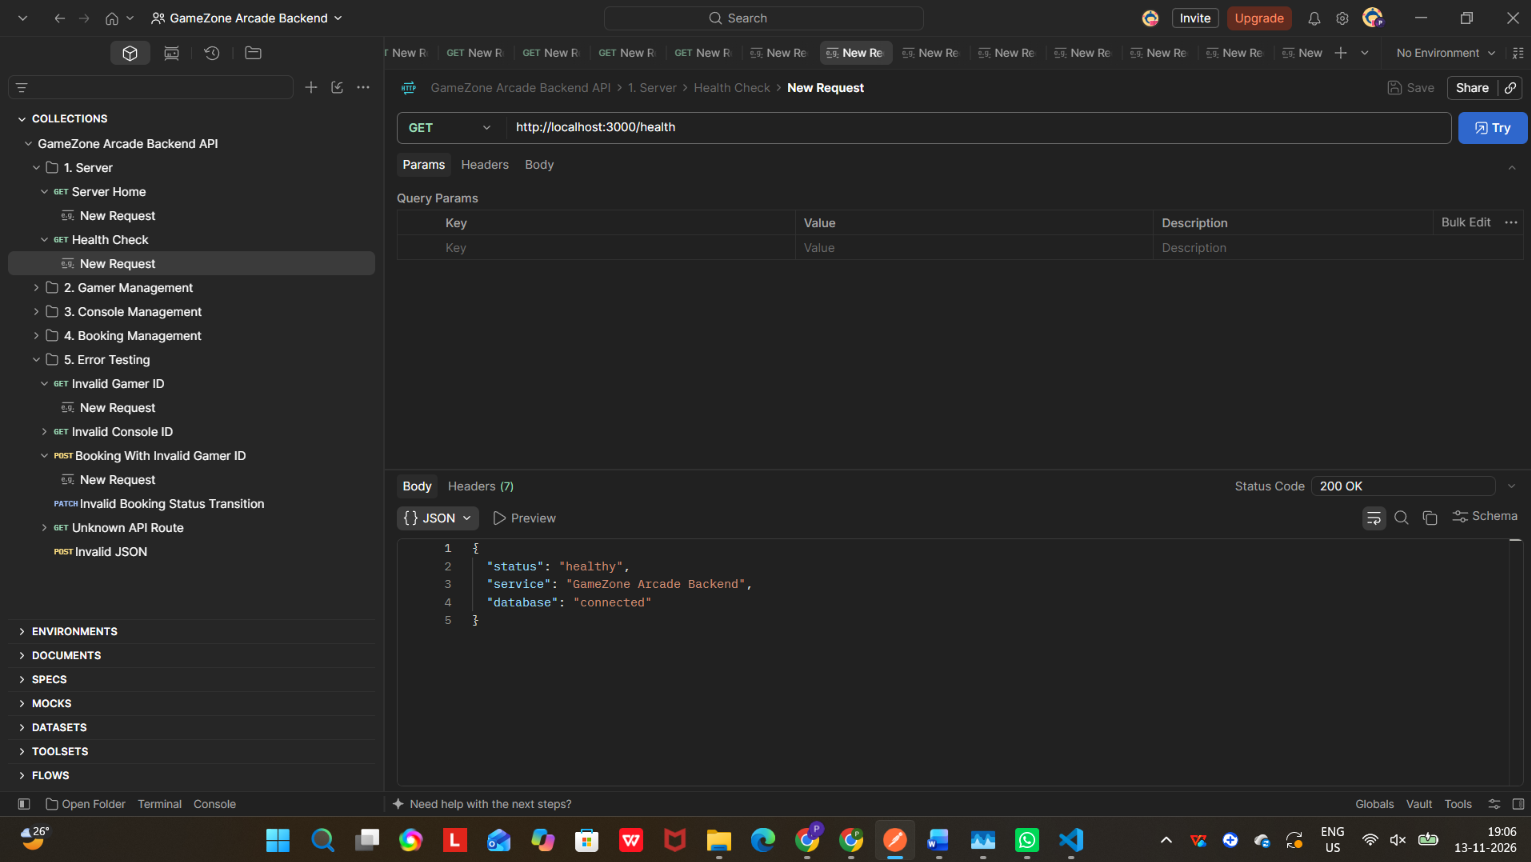 GameZone Arcade Backend
Search
Invite
Upgrade
New R
GET New R
GET New R
GET New R
GET New R
e.g. New Re
e.g. New Re
e.g. New Re
e.g. New Re
e.g. New Re
e.g. New Re
e.g. New Re
e.g. New
No Environment
HTTP GameZone Arcade Backend API > 1. Server > Health Check > New Request
Save
Share
COLLECTIONS
GameZone Arcade Backend API
1. Server
GET Server Home
e.g. New Request
GET Health Check
e.g. New Request
2. Gamer Management
3. Console Management
4. Booking Management
5. Error Testing
GET Invalid Gamer ID
e.g. New Request
GET Invalid Console ID
POST Booking With Invalid Gamer ID
e.g. New Request
PATCH Invalid Booking Status Transition
GET Unknown API Route
POST Invalid JSON
ENVIRONMENTS
DOCUMENTS
SPECS
MOCKS
DATASETS
TOOLSETS
FLOWS
GET http://localhost:3000/health
Try
Params Headers Body
Query Params
Key Value Description Bulk Edit
Key Value Description
Body Headers (7) Status Code 200 OK
{} JSON Preview Schema
1 {
2 "status": "healthy",
3 "service": "GameZone Arcade Backend",
4 "database": "connected"
5 }
Open Folder Terminal Console
Need help with the next steps?
Globals Vault Tools
26°
ENG
US
19:06
13-11-2026